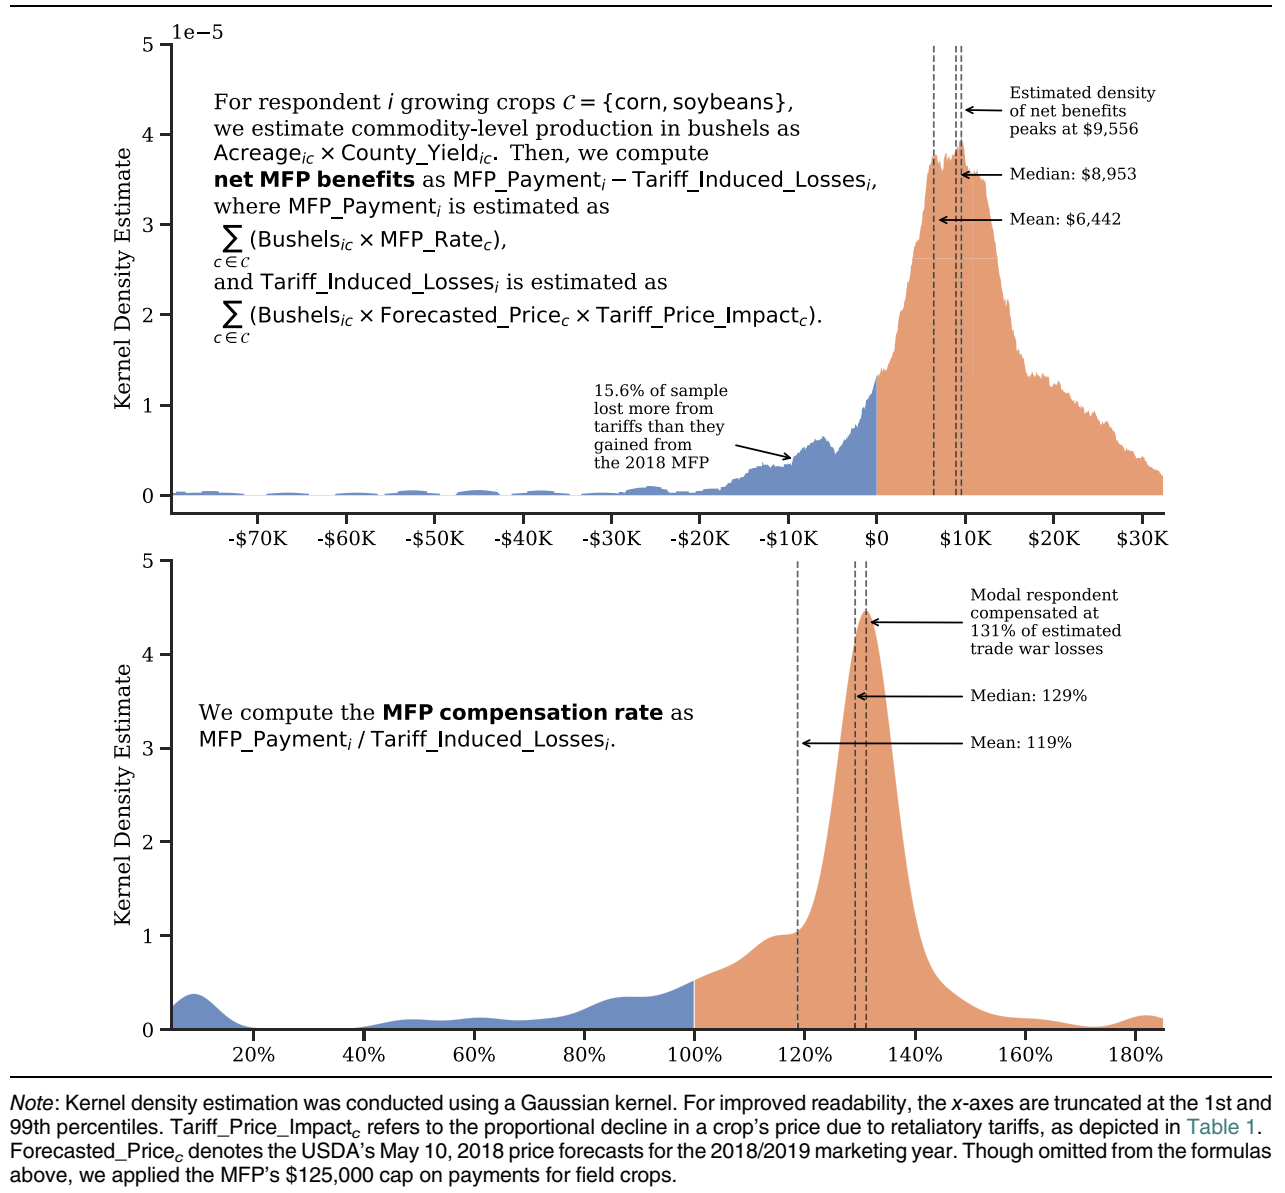 1e−5
5
4
3
2
1
0
Kernel Density Estimate
For respondent i growing crops 𝒞 = {corn, soybeans},
we estimate commodity-level production in bushels as
Acreage_ic × County_Yield_ic. Then, we compute
net MFP benefits as MFP_Payment_i − Tariff_Induced_Losses_i,
where MFP_Payment_i is estimated as
∑_{c∈𝒞}(Bushels_ic × MFP_Rate_c),
and Tariff_Induced_Losses_i is estimated as
∑_{c∈𝒞}(Bushels_ic × Forecasted_Price_c × Tariff_Price_Impact_c).
Estimated density
of net benefits
peaks at $9,556
Median: $8,953
Mean: $6,442
15.6% of sample
lost more from
tariffs than they
gained from
the 2018 MFP
-$70K -$60K -$50K -$40K -$30K -$20K -$10K $0 $10K $20K $30K
5
4
3
2
1
0
Kernel Density Estimate
We compute the MFP compensation rate as
MFP_Payment_i / Tariff_Induced_Losses_i.
Modal respondent
compensated at
131% of estimated
trade war losses
Median: 129%
Mean: 119%
20% 40% 60% 80% 100% 120% 140% 160% 180%
Note: Kernel density estimation was conducted using a Gaussian kernel. For improved readability, the x-axes are truncated at the 1st and
99th percentiles. Tariff_Price_Impact_c refers to the proportional decline in a crop's price due to retaliatory tariffs, as depicted in Table 1.
Forecasted_Price_c denotes the USDA's May 10, 2018 price forecasts for the 2018/2019 marketing year. Though omitted from the formulas
above, we applied the MFP's $125,000 cap on payments for field crops.